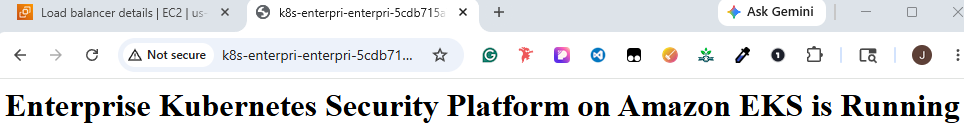 Load balancer details | EC2 | us-
k8s-enterpri-enterpri-5cdb715a
Ask Gemini
Not secure
k8s-enterpri-enterpri-5cdb71...
J
Enterprise Kubernetes Security Platform on Amazon EKS is Running